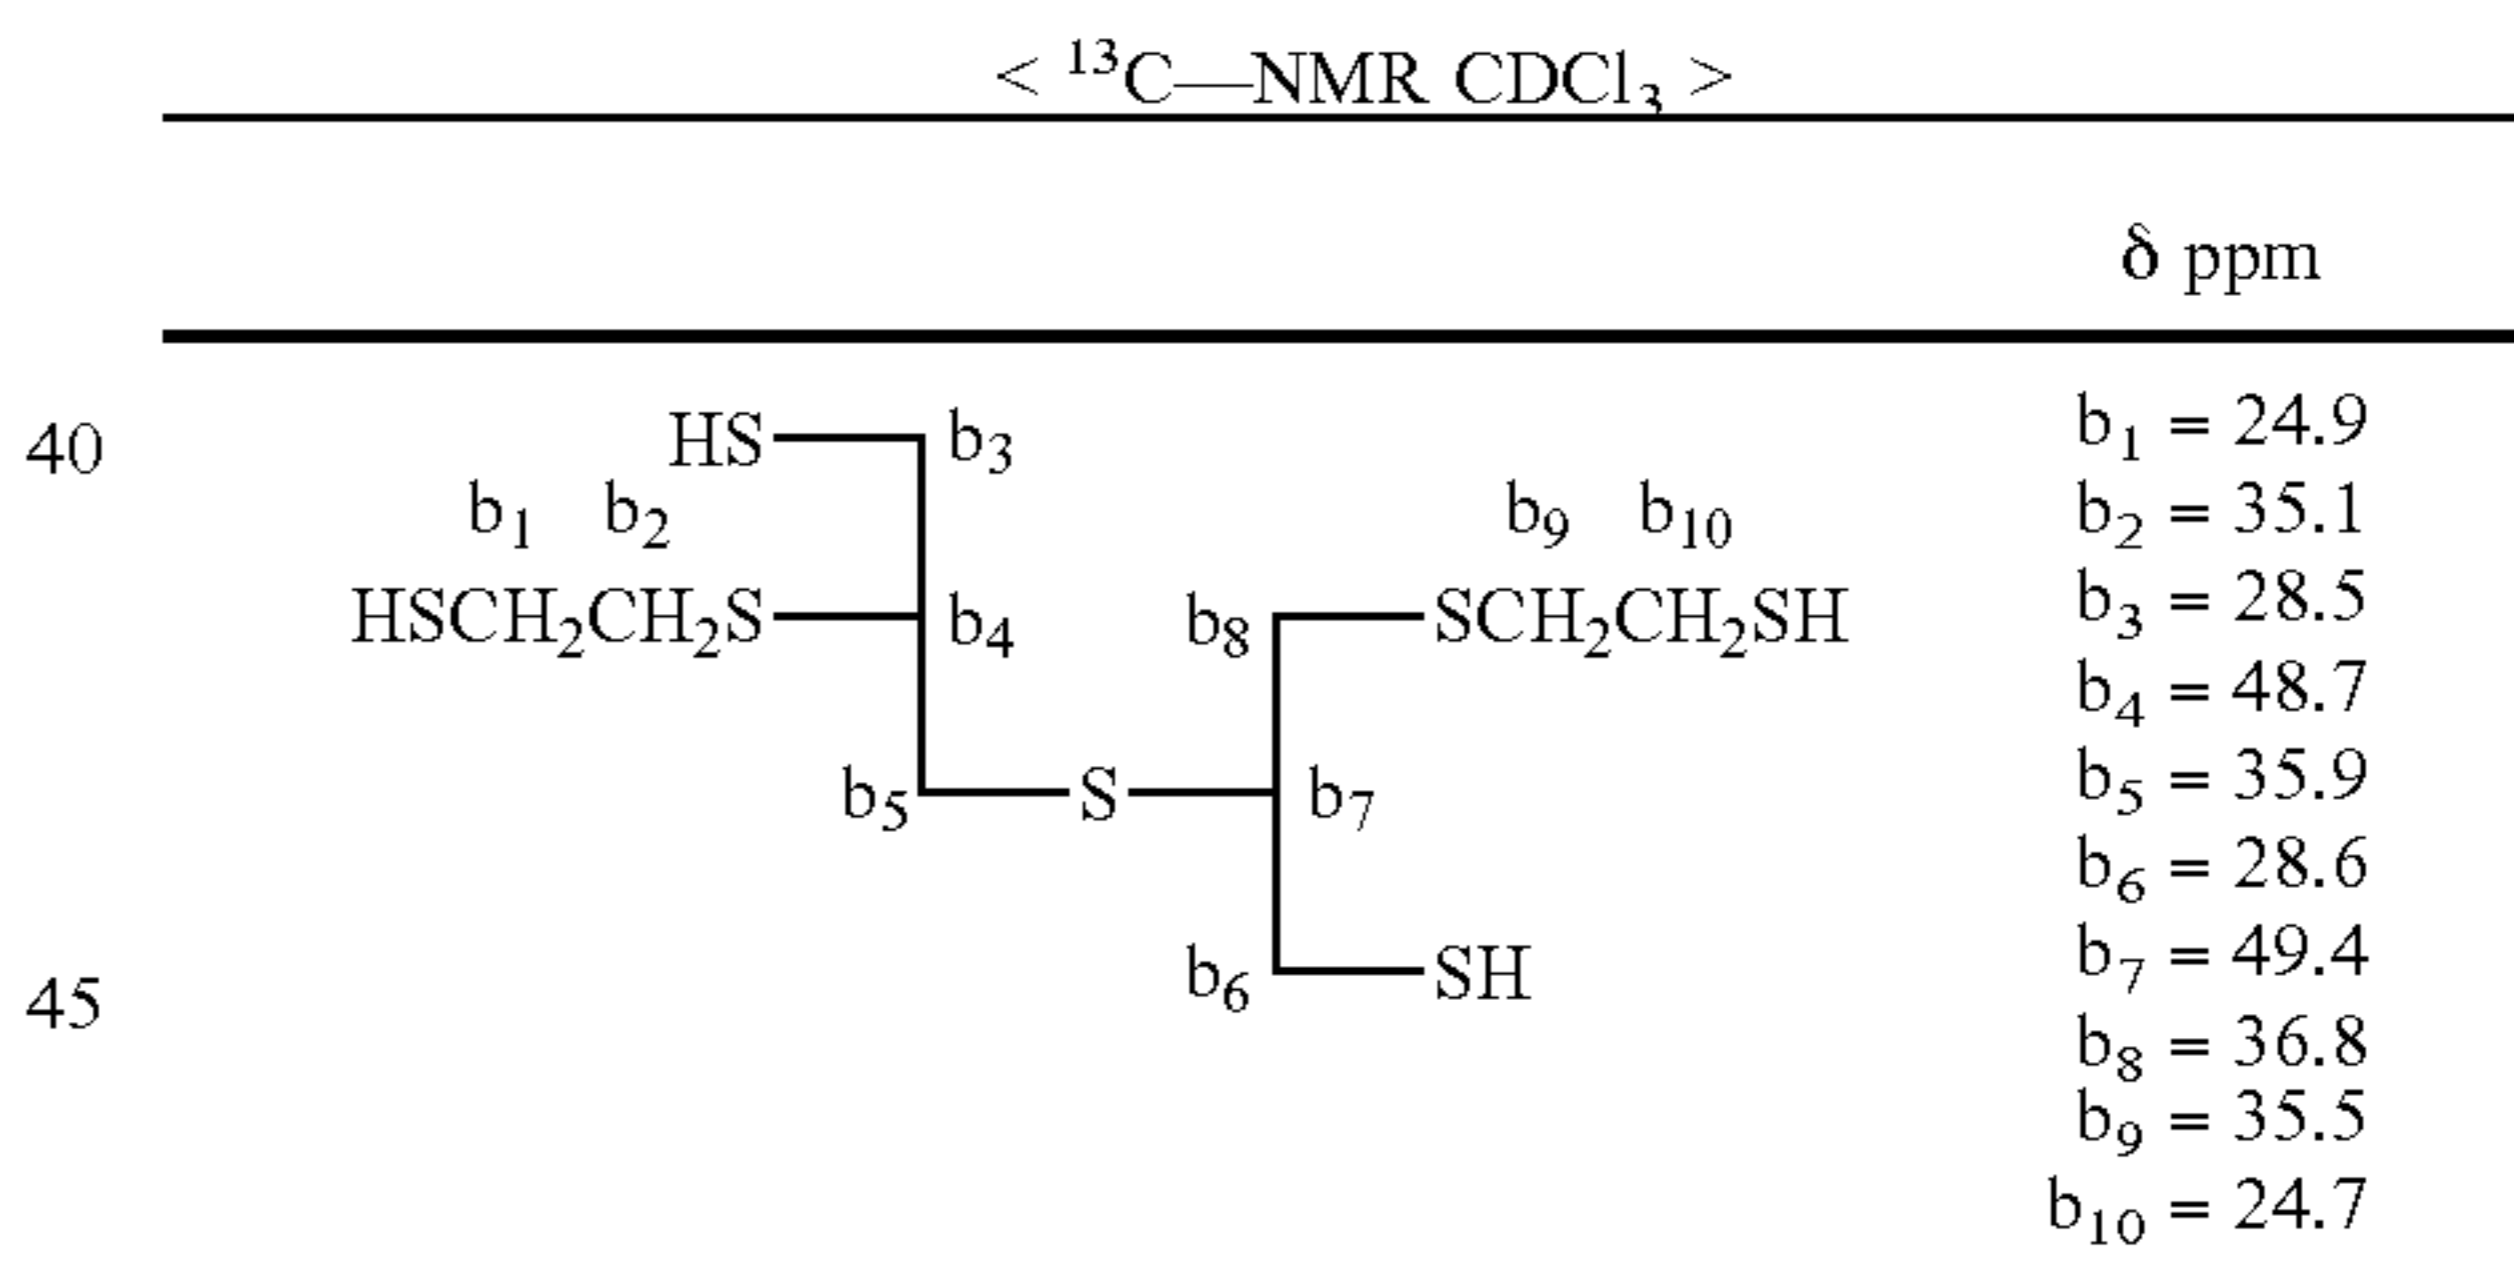 < ¹³C—NMR CDCl₃ >
δ ppm
40 HS b₃ b₁ = 24.9
b₁ b₂ b₉ b₁₀ b₂ = 35.1
HSCH₂CH₂S b₄ b₈ SCH₂CH₂SH b₃ = 28.5
b₄ = 48.7
b₅ S b₇ b₅ = 35.9
b₆ = 28.6
45 b₆ SH b₇ = 49.4
b₈ = 36.8
b₉ = 35.5
b₁₀ = 24.7